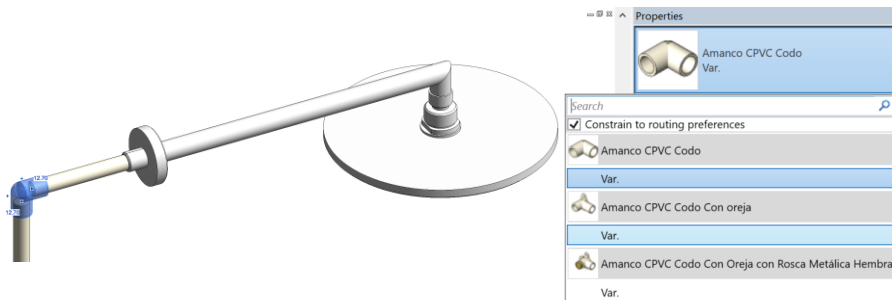 Properties
Amanco CPVC Codo
Var.
Search
Constrain to routing preferences
Amanco CPVC Codo
Var.
Amanco CPVC Codo Con oreja
Var.
Amanco CPVC Codo Con Oreja con Rosca Metálica Hembra
Var.
12.70
12.70